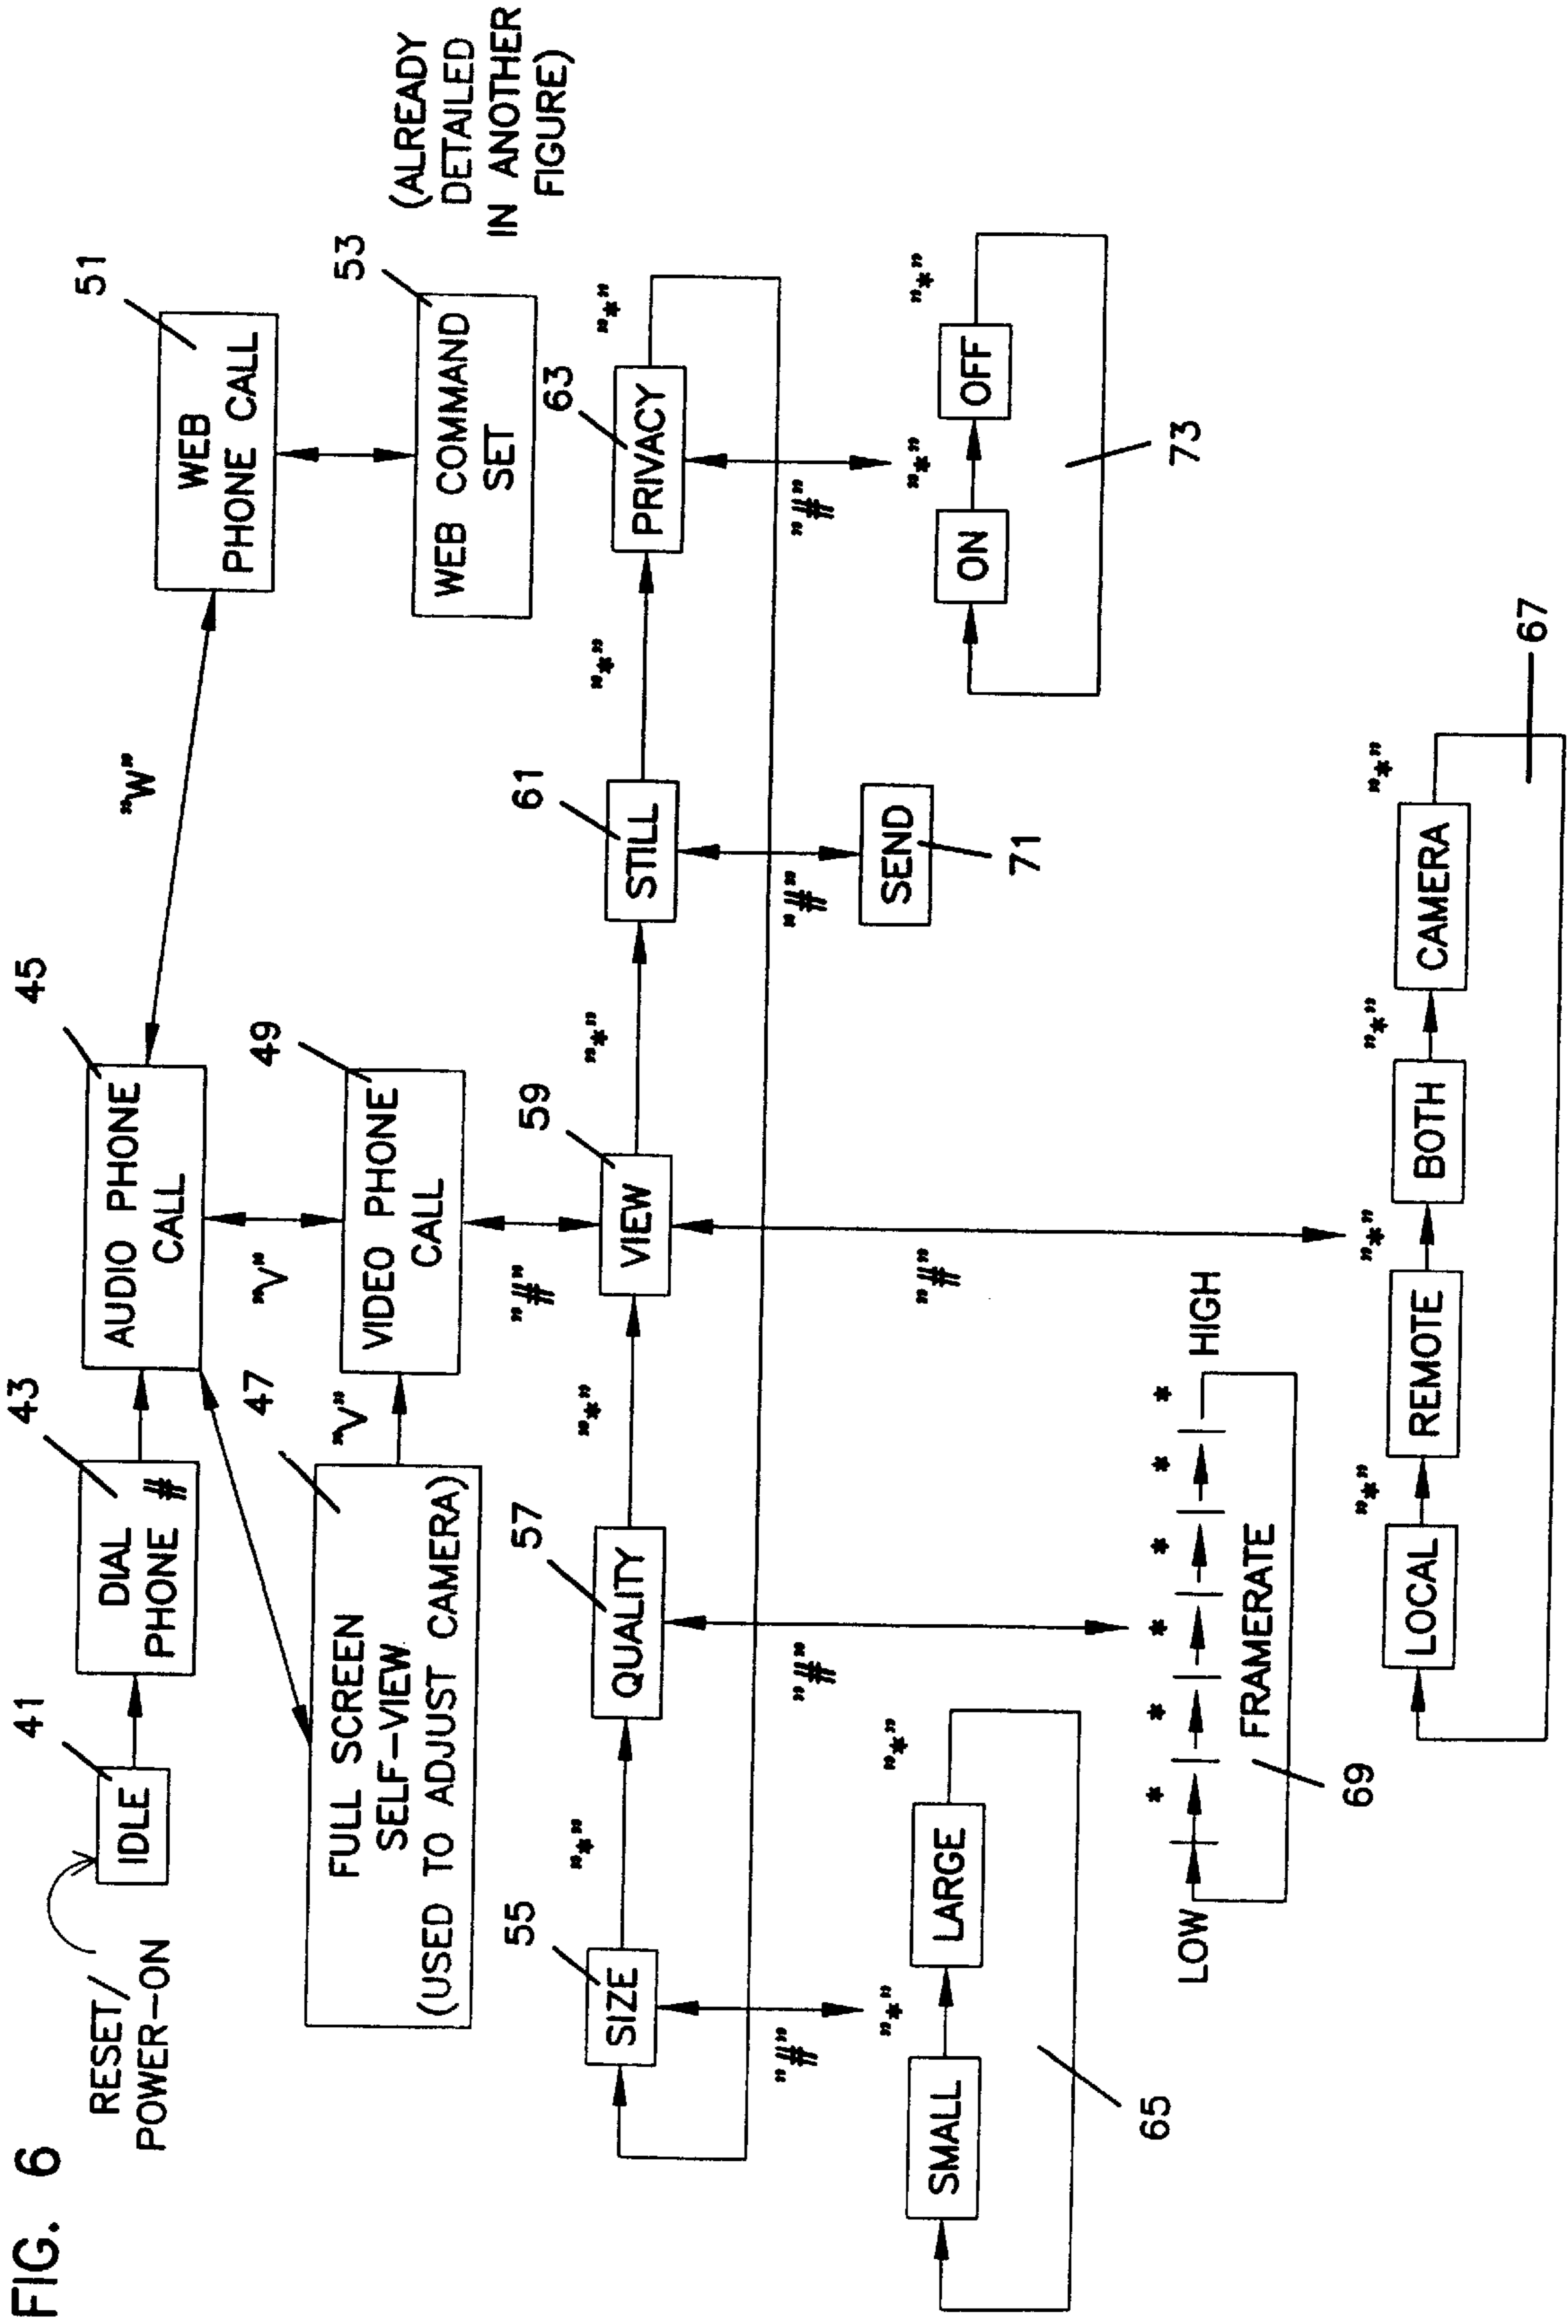 FIG. 6
RESET/
POWER-ON
41
IDLE
43
DIAL
PHONE #
45
AUDIO PHONE
CALL
"W"
51
WEB
PHONE CALL
47
FULL SCREEN
SELF-VIEW
(USED TO ADJUST CAMERA)
"V"
"V"
49
VIDEO PHONE
CALL
"#"
53
WEB COMMAND
SET
(ALREADY
DETAILED
IN ANOTHER
FIGURE)
55
SIZE
"*"
57
QUALITY
"*"
59
VIEW
"*"
61
STILL
"*"
63
PRIVACY
"*"
"#"
"#"
"#"
"#"
"#"
"*"
"*"
SMALL
LARGE
65
SEND
71
"*"
"*"
ON
OFF
73
LOW
* * * * * *
HIGH
FRAMERATE
69
"*"
"*"
"*"
"*"
LOCAL
REMOTE
BOTH
CAMERA
67